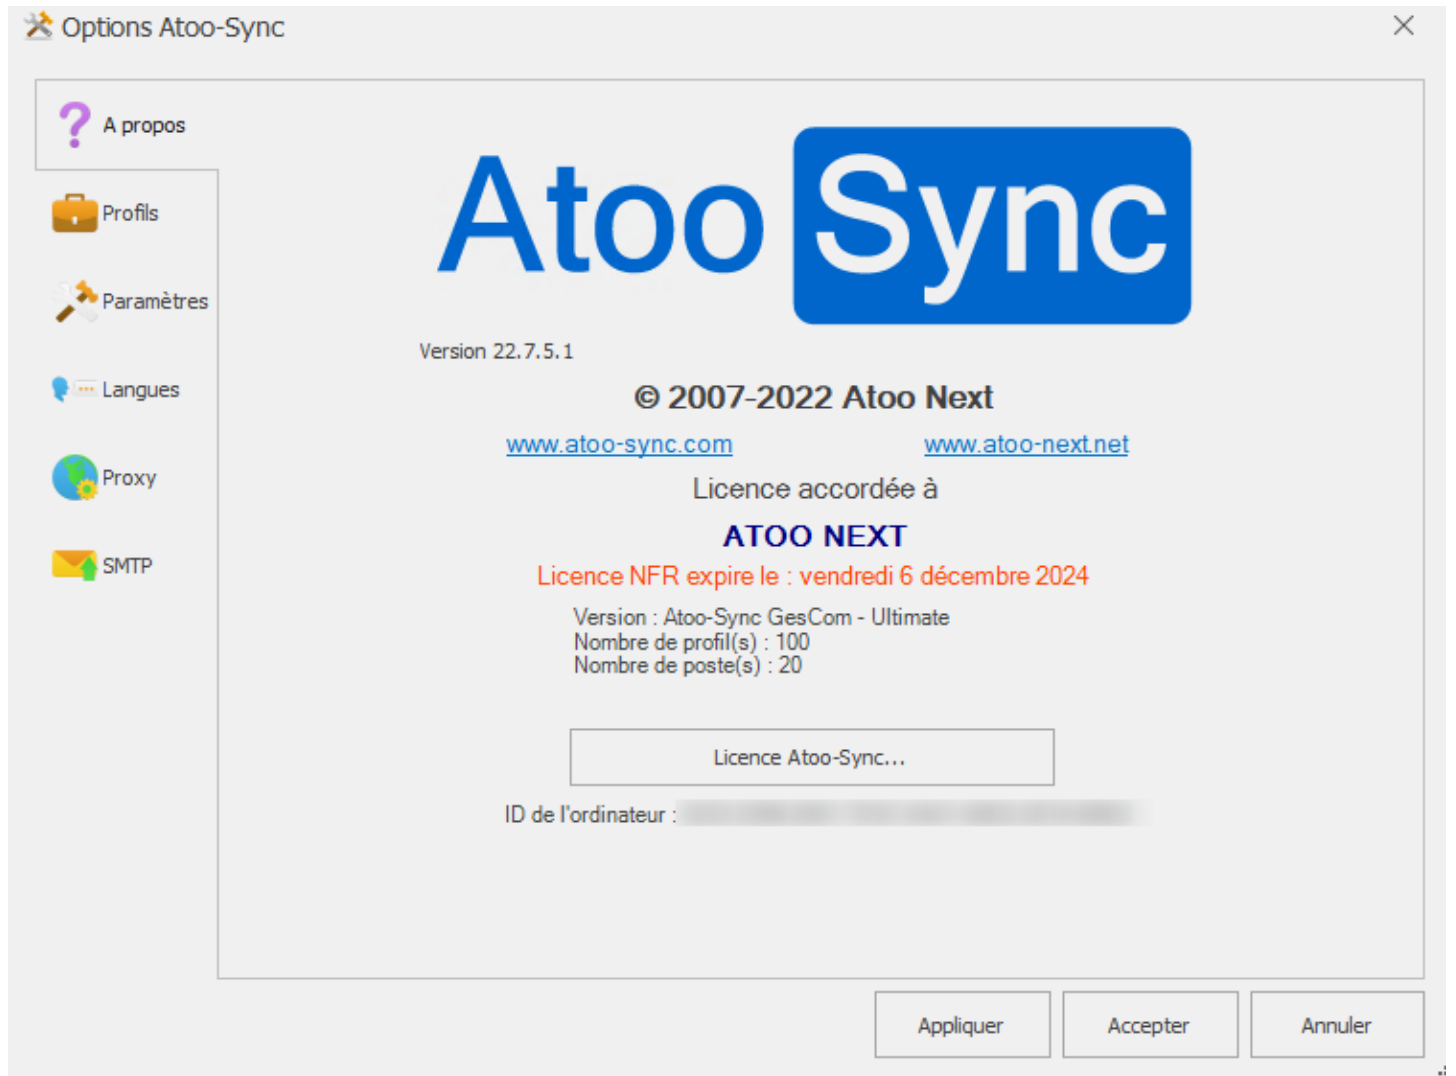 Options Atoo-Sync
A propos
Profils
Paramètres
Langues
Proxy
SMTP
Atoo Sync
Version 22.7.5.1
© 2007-2022 Atoo Next
www.atoo-sync.com www.atoo-next.net
Licence accordée à
ATOO NEXT
Licence NFR expire le : vendredi 6 décembre 2024
Version : Atoo-Sync GesCom - Ultimate
Nombre de profil(s) : 100
Nombre de poste(s) : 20
Licence Atoo-Sync...
ID de l'ordinateur :
Appliquer Accepter Annuler